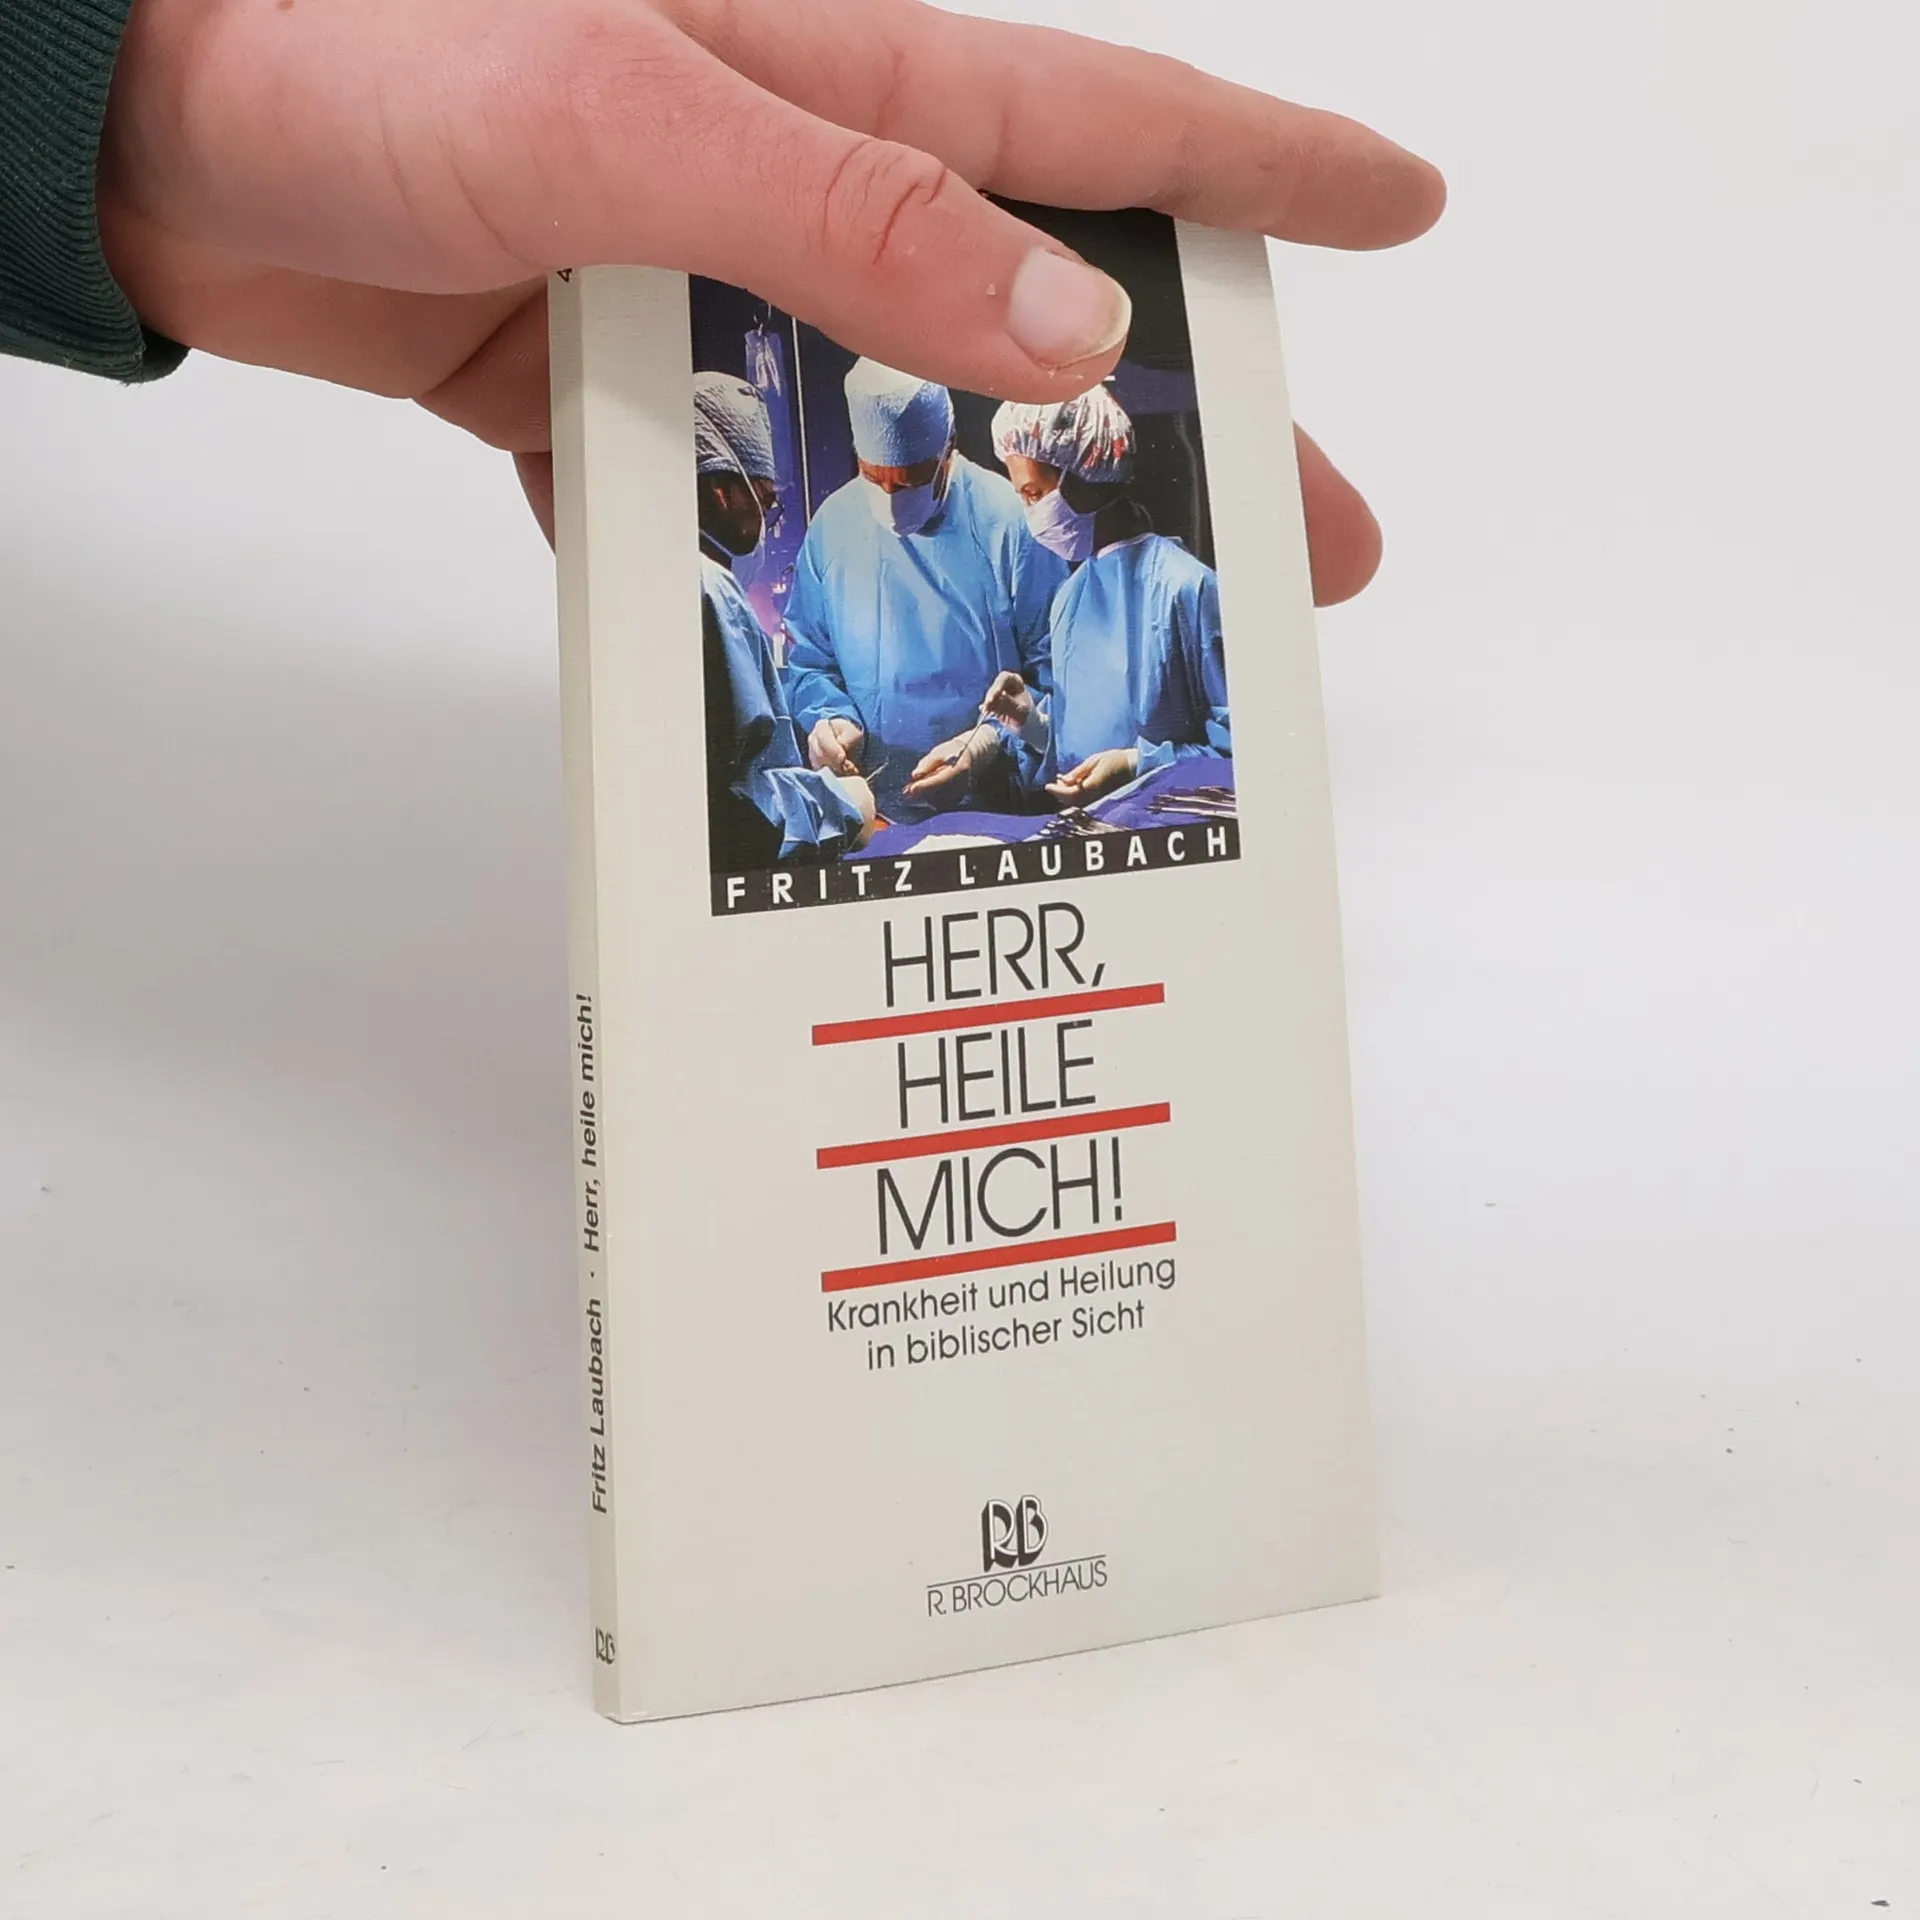 FRITZ LAUBACH
HERR,
HEILE
MICH!
Krankheit und Heilung
in biblischer Sicht
RB
R. BROCKHAUS
Fritz Laubach · Herr, heile mich!
RB